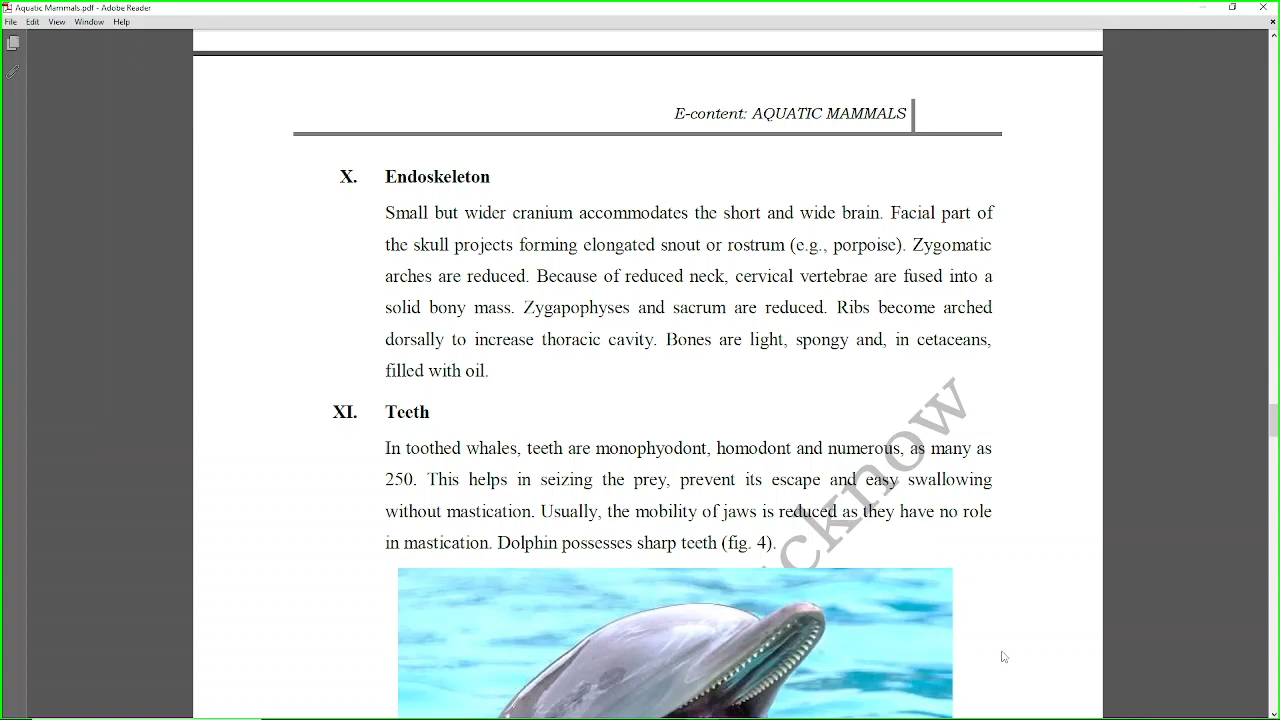 Aquatic Mammals.pdf - Adobe Reader
File Edit View Window Help
E-content: AQUATIC MAMMALS
X. Endoskeleton
Small but wider cranium accommodates the short and wide brain. Facial part of
the skull projects forming elongated snout or rostrum (e.g., porpoise). Zygomatic
arches are reduced. Because of reduced neck, cervical vertebrae are fused into a
solid bony mass. Zygapophyses and sacrum are reduced. Ribs become arched
dorsally to increase thoracic cavity. Bones are light, spongy and, in cetaceans,
filled with oil.
XI. Teeth
In toothed whales, teeth are monophyodont, homodont and numerous, as many as
250. This helps in seizing the prey, prevent its escape and easy swallowing
without mastication. Usually, the mobility of jaws is reduced as they have no role
in mastication. Dolphin possesses sharp teeth (fig. 4).